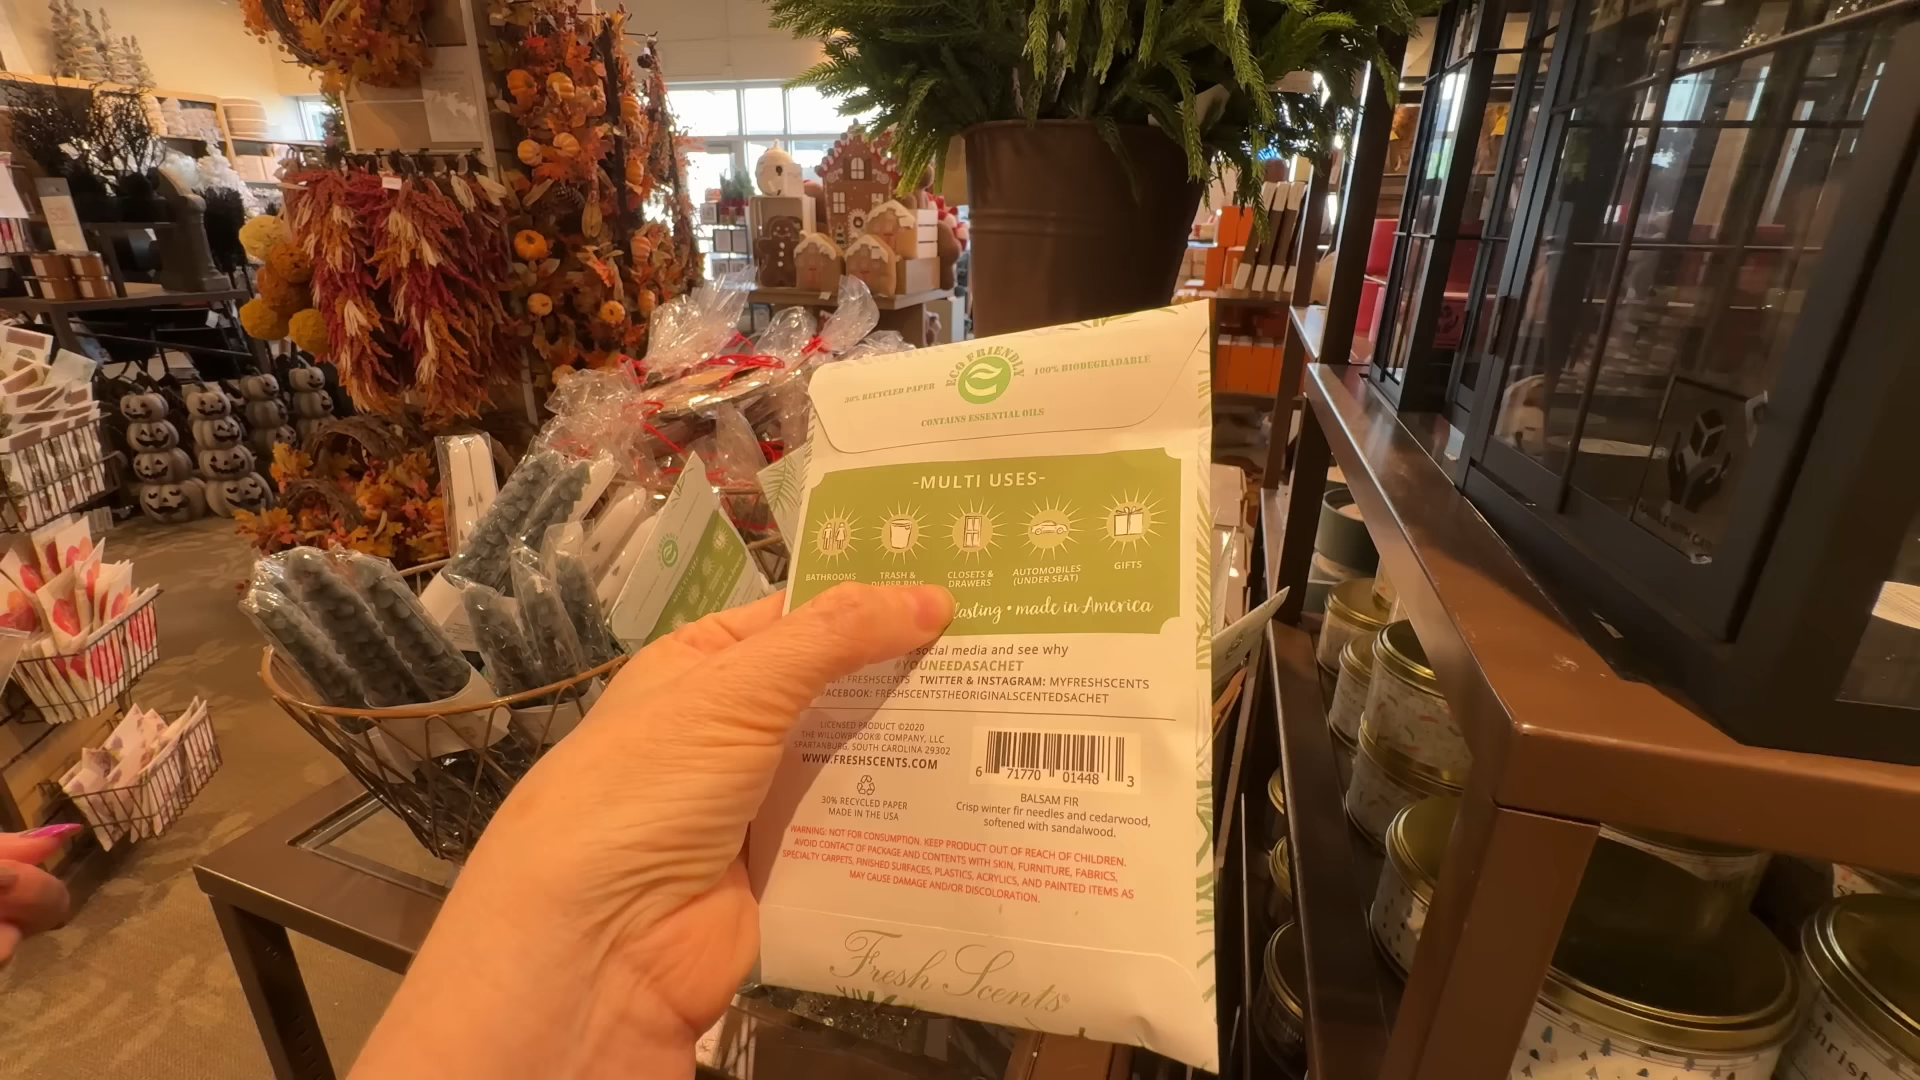 ECO FRIENDLY
30% RECYCLED PAPER
100% BIODEGRADABLE
CONTAINS ESSENTIAL OILS
-MULTI USES-
BATHROOMS
TRASH &
DIAPER BINS
CLOSETS &
DRAWERS
AUTOMOBILES
(UNDER SEAT)
GIFTS
lasting • made in America
social media and see why
#YOUNEEDASACHET
FRESHSCENTS TWITTER & INSTAGRAM: MYFRESHSCENTS
FACEBOOK: FRESHSCENTSTHEORIGINALSCENTEDSACHET
LICENSED PRODUCT ©2020
THE WILLOWBROOK® COMPANY, LLC
SPARTANBURG, SOUTH CAROLINA 29302
WWW.FRESHSCENTS.COM
30% RECYCLED PAPER
MADE IN THE USA
6 71770 01448 3
BALSAM FIR
Crisp winter fir needles and cedarwood,
softened with sandalwood.
WARNING: NOT FOR CONSUMPTION. KEEP PRODUCT OUT OF REACH OF CHILDREN.
AVOID CONTACT OF PACKAGE AND CONTENTS WITH SKIN, FURNITURE, FABRICS,
SPECIALTY CARPETS, FINISHED SURFACES, PLASTICS, ACRYLICS, AND PAINTED ITEMS AS
MAY CAUSE DAMAGE AND/OR DISCOLORATION.
Fresh Scents®